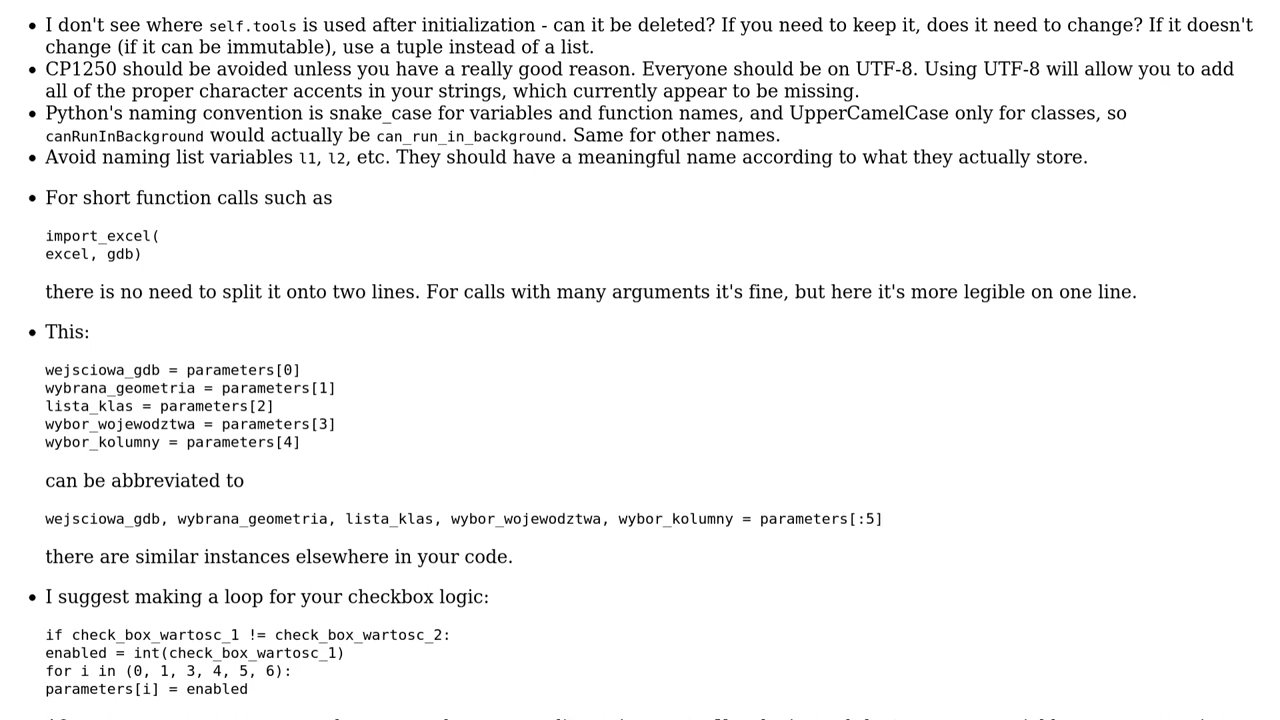 I don't see where self.tools is used after initialization - can it be deleted? If you need to keep it, does it need to change? If it doesn't
change (if it can be immutable), use a tuple instead of a list.
CP1250 should be avoided unless you have a really good reason. Everyone should be on UTF-8. Using UTF-8 will allow you to add
all of the proper character accents in your strings, which currently appear to be missing.
Python's naming convention is snake_case for variables and function names, and UpperCamelCase only for classes, so
canRunInBackground would actually be can_run_in_background. Same for other names.
Avoid naming list variables l1, l2, etc. They should have a meaningful name according to what they actually store.
For short function calls such as
import_excel(
excel, gdb)
there is no need to split it onto two lines. For calls with many arguments it's fine, but here it's more legible on one line.
This:
wejsciowa_gdb = parameters[0]
wybrana_geometria = parameters[1]
lista_klas = parameters[2]
wybor_wojewodztwa = parameters[3]
wybor_kolumny = parameters[4]
can be abbreviated to
wejsciowa_gdb, wybrana_geometria, lista_klas, wybor_wojewodztwa, wybor_kolumny = parameters[:5]
there are similar instances elsewhere in your code.
I suggest making a loop for your checkbox logic:
if check_box_wartosc_1 != check_box_wartosc_2:
enabled = int(check_box_wartosc_1)
for i in (0, 1, 3, 4, 5, 6):
parameters[i] = enabled